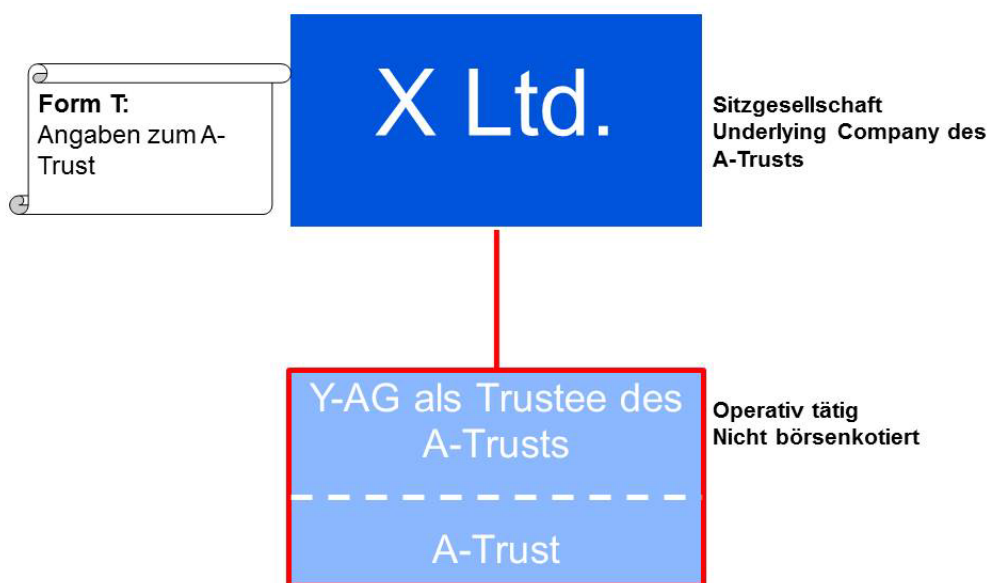 Form T:
Angaben zum A-
Trust
X Ltd.
Sitzgesellschaft
Underlying Company des
A-Trusts
Y-AG als Trustee des
A-Trusts
A-Trust
Operativ tätig
Nicht börsenkotiert